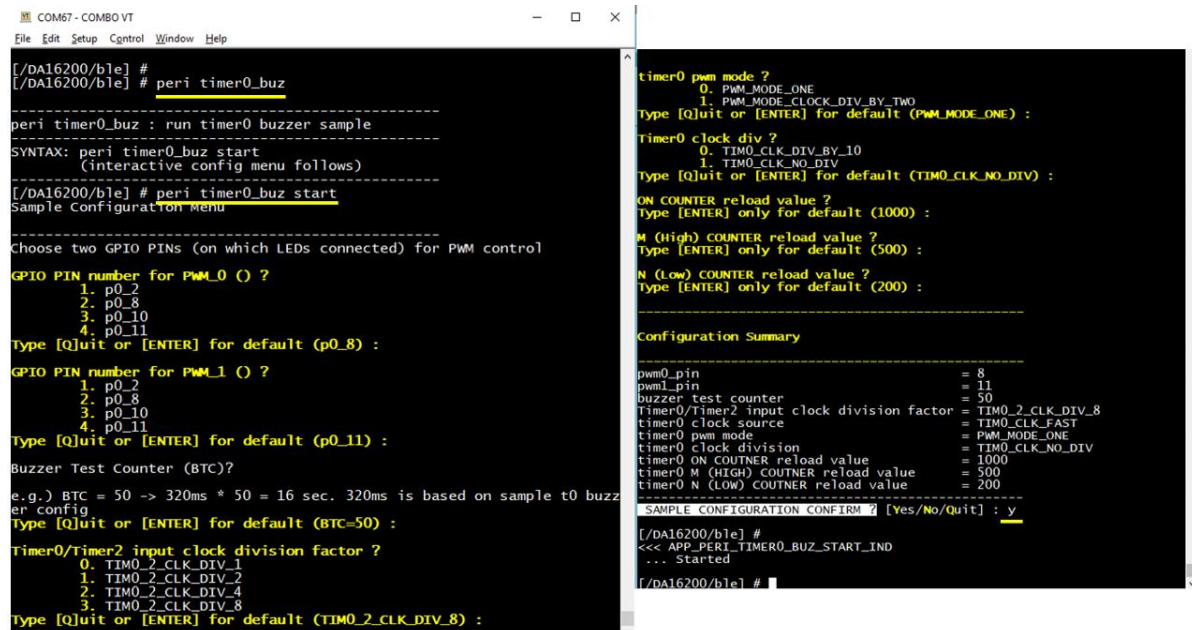 COM67 - COMBO VT
File Edit Setup Control Window Help
[/DA16200/ble] #
[/DA16200/ble] # peri timer0_buz
----------------------------------------------------
peri timer0_buz : run timer0 buzzer sample
----------------------------------------------------
SYNTAX: peri timer0_buz start
(interactive config menu follows)
----------------------------------------------------
[/DA16200/ble] # peri timer0_buz start
Sample Configuration Menu
----------------------------------------------------
Choose two GPIO PINs (on which LEDs connected) for PWM control
GPIO PIN number for PWM_0 () ?
1. p0_2
2. p0_8
3. p0_10
4. p0_11
Type [Q]uit or [ENTER] for default (p0_8) :
GPIO PIN number for PWM_1 () ?
1. p0_2
2. p0_8
3. p0_10
4. p0_11
Type [Q]uit or [ENTER] for default (p0_11) :
Buzzer Test Counter (BTC)?
e.g.) BTC = 50 -> 320ms * 50 = 16 sec. 320ms is based on sample t0 buzz
er config
Type [Q]uit or [ENTER] for default (BTC=50) :
Timer0/Timer2 input clock division factor ?
0. TIM0_2_CLK_DIV_1
1. TIM0_2_CLK_DIV_2
2. TIM0_2_CLK_DIV_4
3. TIM0_2_CLK_DIV_8
Type [Q]uit or [ENTER] for default (TIM0_2_CLK_DIV_8) :
timer0 pwm mode ?
0. PWM_MODE_ONE
1. PWM_MODE_CLOCK_DIV_BY_TWO
Type [Q]uit or [ENTER] for default (PWM_MODE_ONE) :
Timer0 clock div ?
0. TIM0_CLK_DIV_BY_10
1. TIM0_CLK_NO_DIV
Type [Q]uit or [ENTER] for default (TIM0_CLK_NO_DIV) :
ON COUNTER reload value ?
Type [ENTER] only for default (1000) :
M (High) COUNTER reload value ?
Type [ENTER] only for default (500) :
N (Low) COUNTER reload value ?
Type [ENTER] only for default (200) :
----------------------------------------------------
Configuration Summary
----------------------------------------------------
pwm0_pin = 8
pwm1_pin = 11
buzzer test counter = 50
Timer0/Timer2 input clock division factor = TIM0_2_CLK_DIV_8
timer0 clock source = TIM0_CLK_FAST
timer0 pwm mode = PWM_MODE_ONE
timer0 clock division = TIM0_CLK_NO_DIV
timer0 ON COUTNER reload value = 1000
timer0 M (HIGH) COUTNER reload value = 500
timer0 N (LOW) COUTNER reload value = 200
----------------------------------------------------
SAMPLE CONFIGURATION CONFIRM ? [Yes/No/Quit] : y
[/DA16200/ble] #
<<< APP_PERI_TIMER0_BUZ_START_IND
... Started
[/DA16200/ble] #